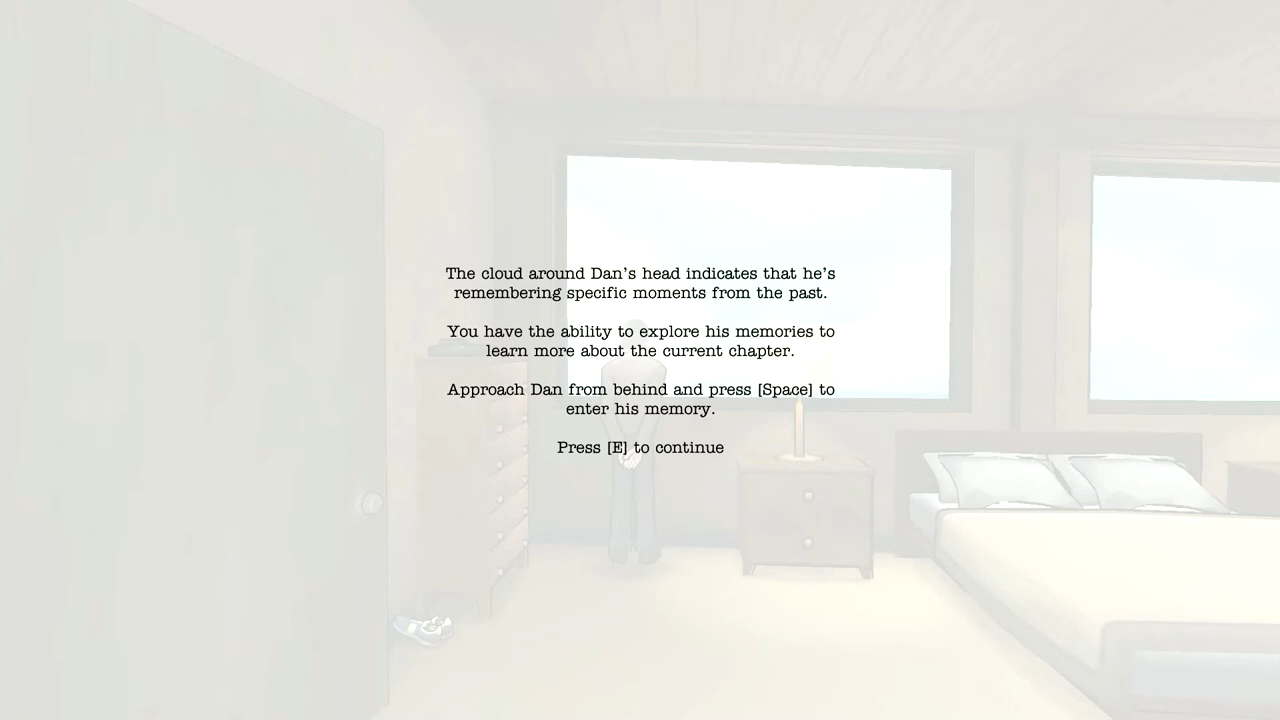 The cloud around Dan's head indicates that he's
remembering specific moments from the past.
You have the ability to explore his memories to
learn more about the current chapter.
Approach Dan from behind and press [Space] to
enter his memory.
Press [E] to continue